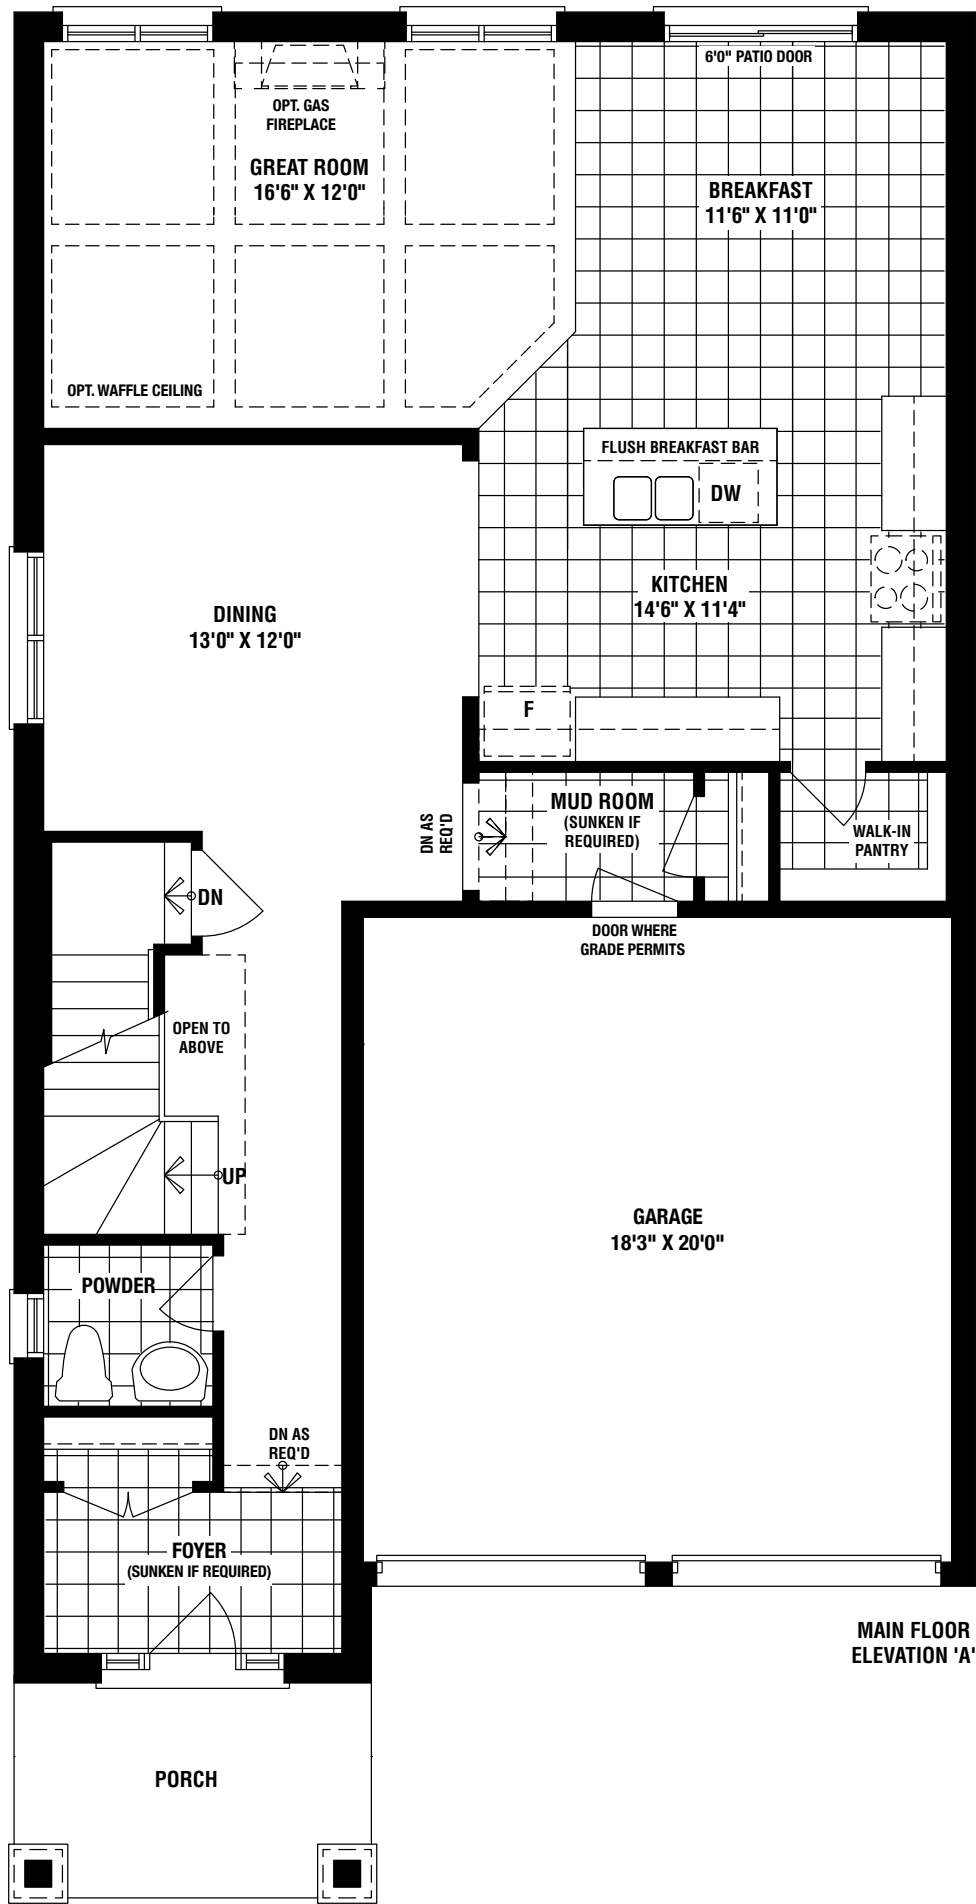 6'0" PATIO DOOR
OPT. GAS
FIREPLACE
GREAT ROOM
16'6" X 12'0"
BREAKFAST
11'6" X 11'0"
OPT. WAFFLE CEILING
FLUSH BREAKFAST BAR
DW
KITCHEN
14'6" X 11'4"
DINING
13'0" X 12'0"
F
DN AS
REQ'D
MUD ROOM
(SUNKEN IF
REQUIRED)
WALK-IN
PANTRY
DN
DOOR WHERE
GRADE PERMITS
OPEN TO
ABOVE
UP
GARAGE
18'3" X 20'0"
POWDER
DN AS
REQ'D
FOYER
(SUNKEN IF REQUIRED)
MAIN FLOOR
ELEVATION 'A'
PORCH